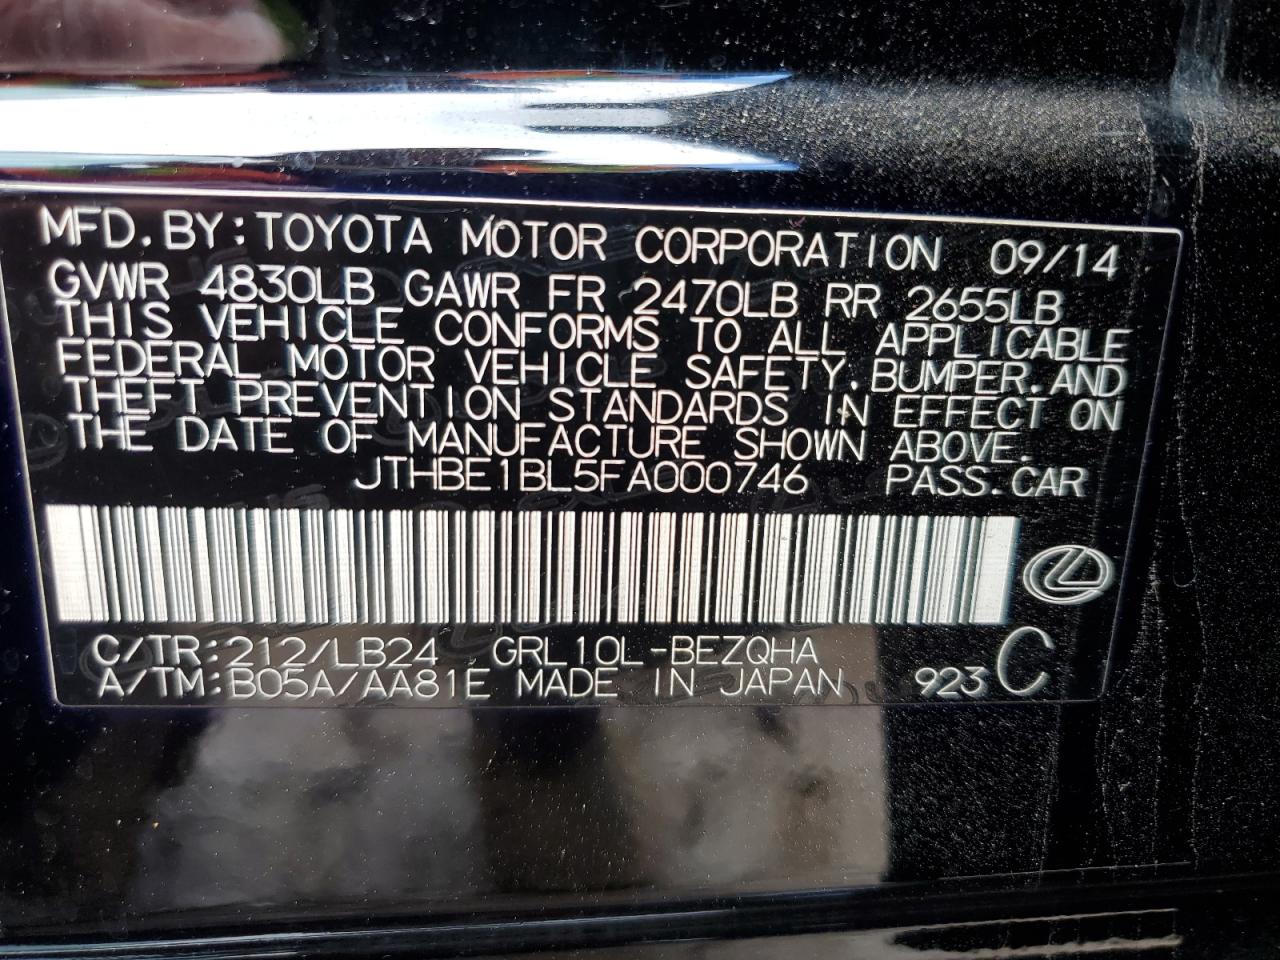 MFD.BY:TOYOTA MOTOR CORPORATION 09/14
GVWR 4830LB GAWR FR 2470LB RR 2655LB
THIS VEHICLE CONFORMS TO ALL APPLICABLE
FEDERAL MOTOR VEHICLE SAFETY.BUMPER.AND
THEFT PREVENTION STANDARDS IN EFFECT ON
THE DATE OF MANUFACTURE SHOWN ABOVE.
JTHBE1BL5FA000746 PASS.CAR
C/TR:212/LB24 GRL10L-BEZQHA
A/TM:B05A/AA81E MADE IN JAPAN 923 C